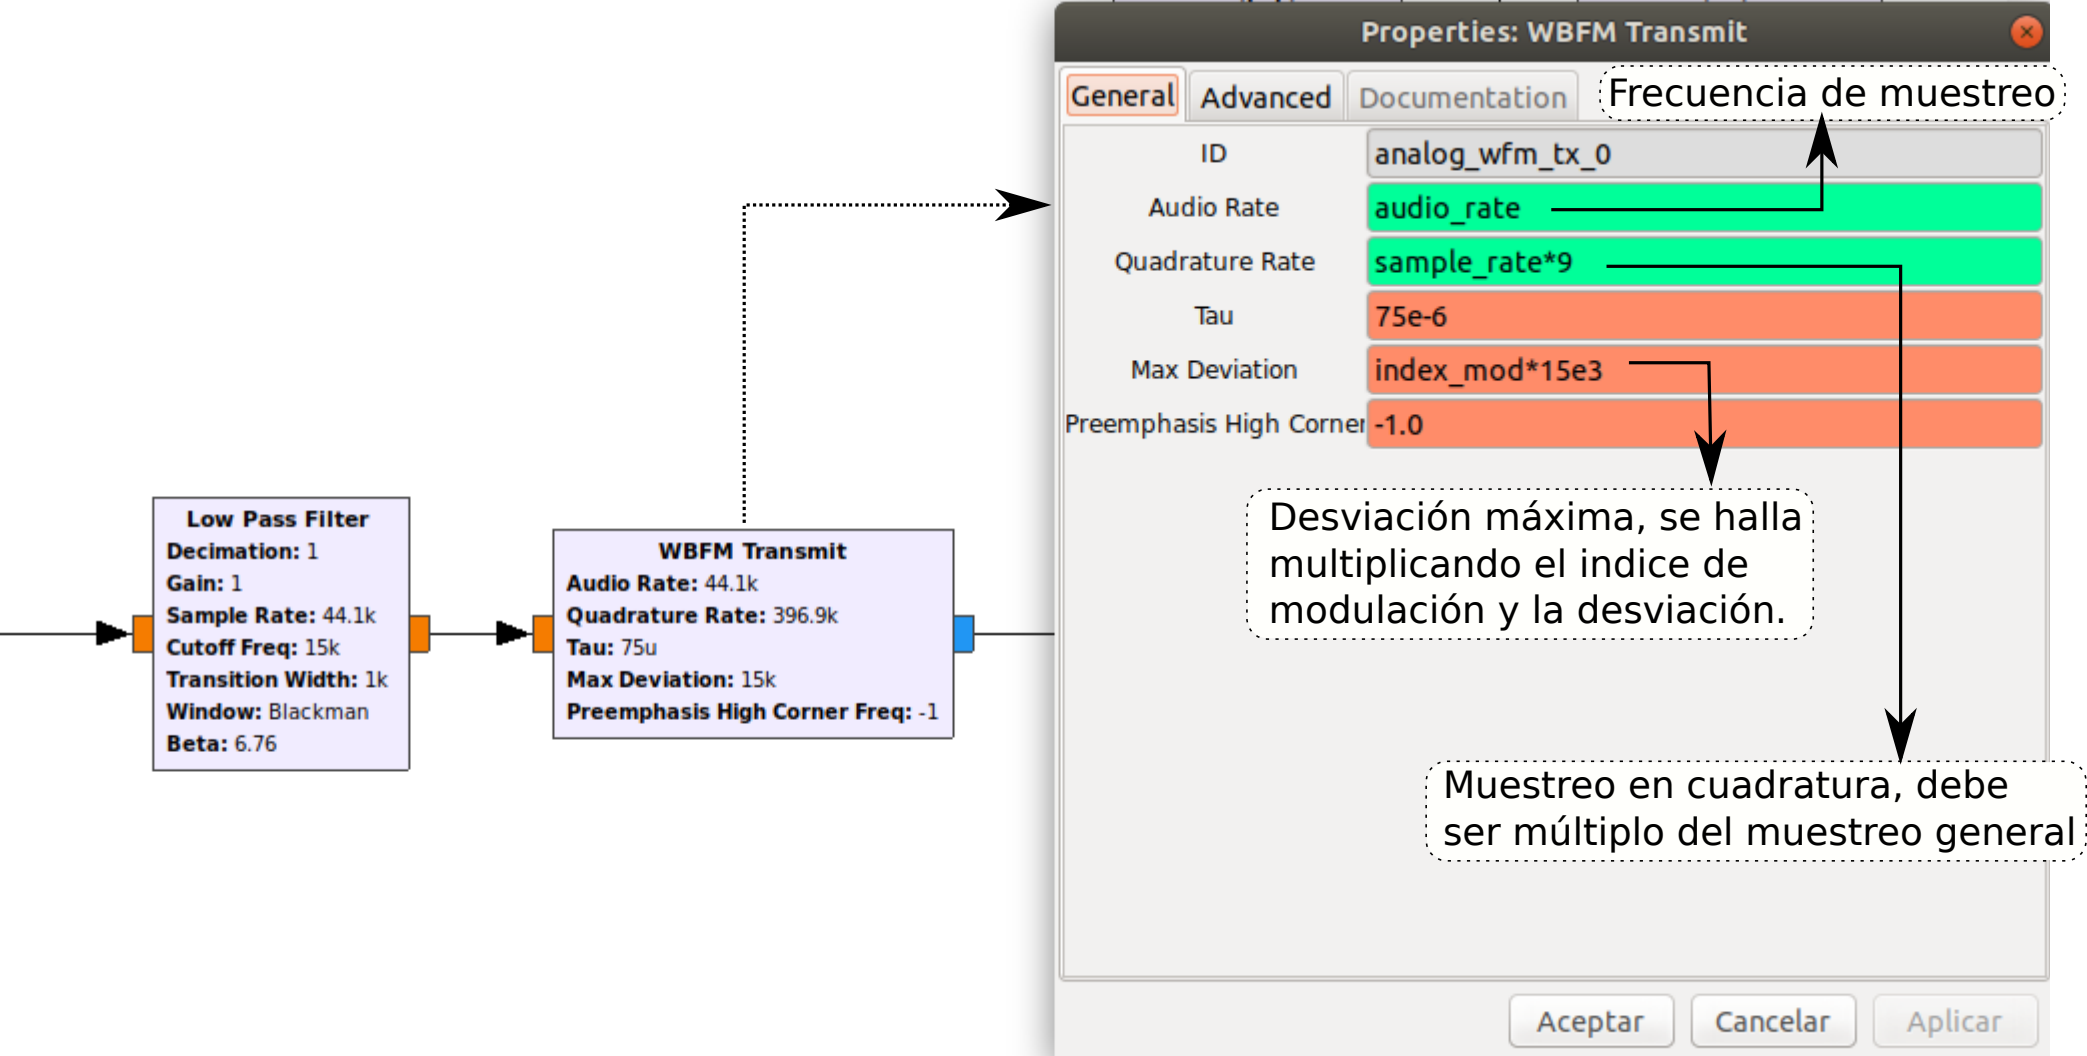 Properties: WBFM Transmit
General Advanced Documentation
Frecuencia de muestreo
ID analog_wfm_tx_0
Audio Rate audio_rate
Quadrature Rate sample_rate*9
Tau 75e-6
Max Deviation index_mod*15e3
Preemphasis High Corner -1.0
Desviación máxima, se halla
multiplicando el indice de
modulación y la desviación.
Muestreo en cuadratura, debe
ser múltiplo del muestreo general
Aceptar Cancelar Aplicar
Low Pass Filter
Decimation: 1
Gain: 1
Sample Rate: 44.1k
Cutoff Freq: 15k
Transition Width: 1k
Window: Blackman
Beta: 6.76
WBFM Transmit
Audio Rate: 44.1k
Quadrature Rate: 396.9k
Tau: 75u
Max Deviation: 15k
Preemphasis High Corner Freq: -1